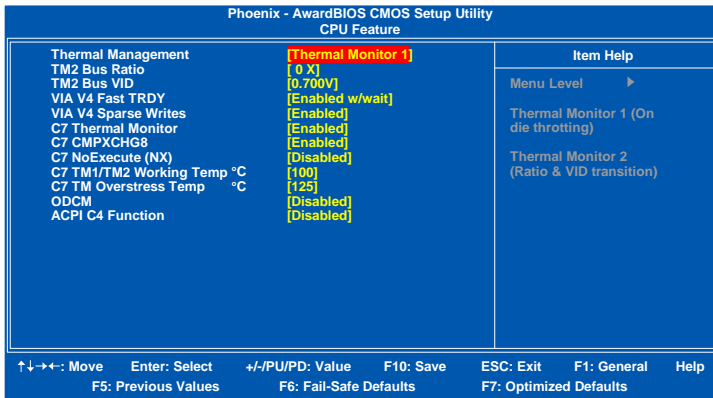 Phoenix - AwardBIOS CMOS Setup Utility
CPU Feature
Thermal Management [Thermal Monitor 1]
TM2 Bus Ratio [ 0 X]
TM2 Bus VID [0.700V]
VIA V4 Fast TRDY [Enabled w/wait]
VIA V4 Sparse Writes [Enabled]
C7 Thermal Monitor [Enabled]
C7 CMPXCHG8 [Enabled]
C7 NoExecute (NX) [Disabled]
C7 TM1/TM2 Working Temp °C [100]
C7 TM Overstress Temp °C [125]
ODCM [Disabled]
ACPI C4 Function [Disabled]
Item Help
Menu Level ▶
Thermal Monitor 1 (On
die throtting)
Thermal Monitor 2
(Ratio & VID transition)
↑↓→←: Move Enter: Select +/-/PU/PD: Value F10: Save ESC: Exit F1: General Help
F5: Previous Values F6: Fail-Safe Defaults F7: Optimized Defaults